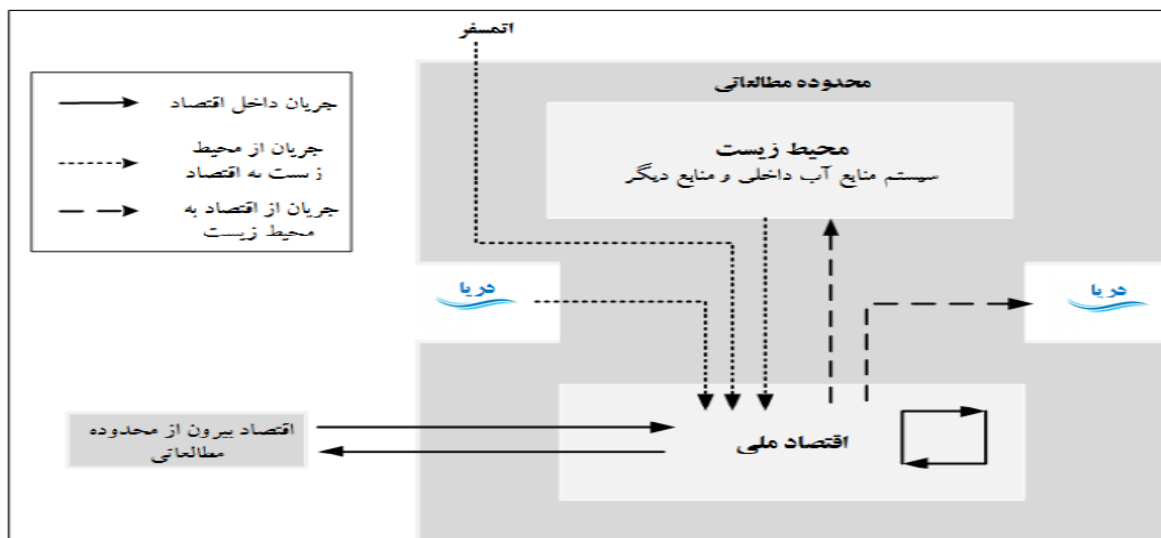 اتمسفر
محدوده مطالعاتی
محیط زیست
سیستم منابع آب داخلی و منابع دیگر
جریان داخل اقتصاد
جریان از محیط
زیست به اقتصاد
جریان از اقتصاد به
محیط زیست
دریا
دریا
اقتصاد بیرون از محدوده
مطالعاتی
اقتصاد ملی